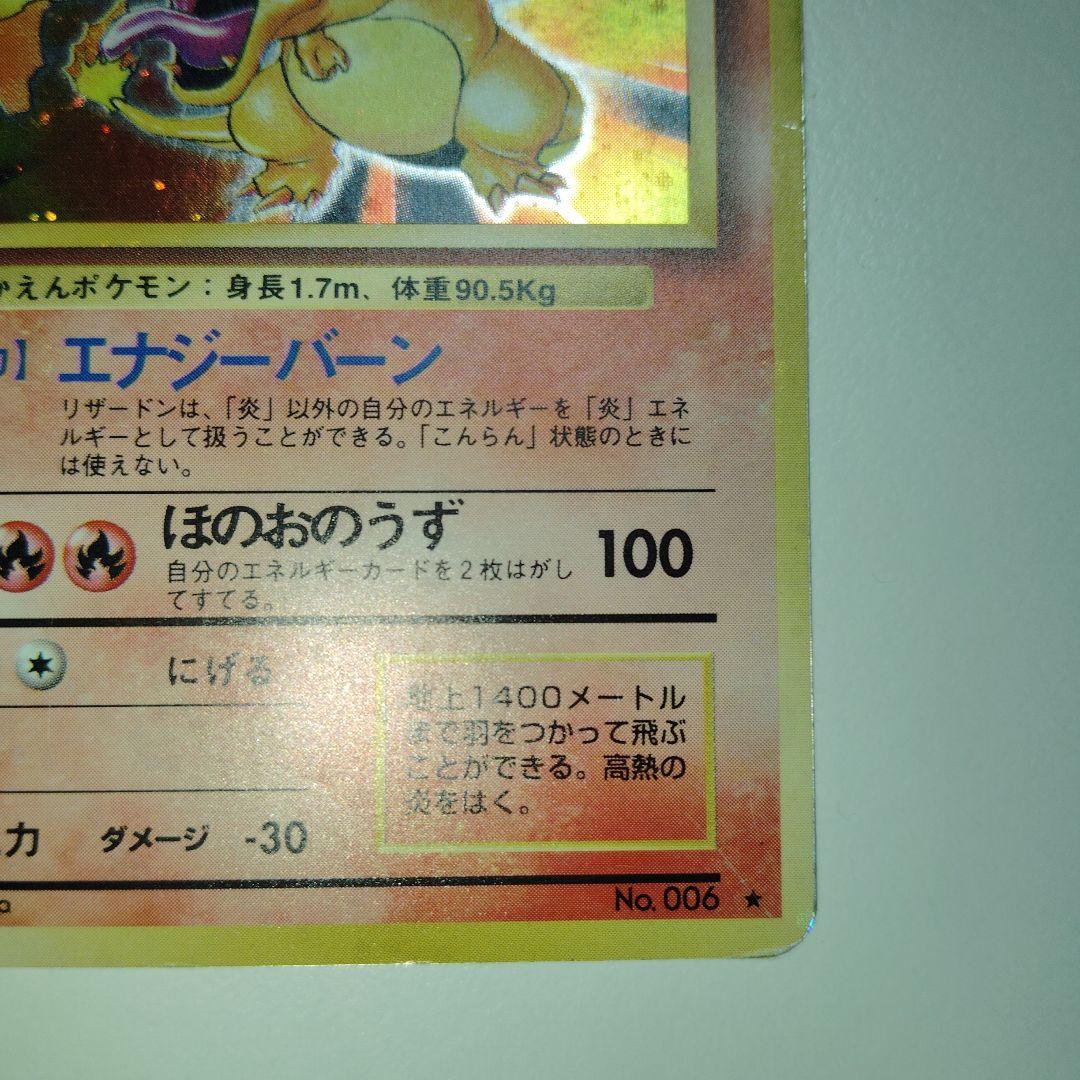 かえんポケモン：身長1.7m、体重90.5Kg
力】エナジーバーン
リザードンは、「炎」以外の自分のエネルギーを「炎」エネ
ルギーとして扱うことができる。「こんらん」状態のときに
は使えない。
ほのおのうず 100
自分のエネルギーカードを2枚はがし
てすてる。
にげる
地上1400メートル
まで羽をつかって飛ぶ
ことができる。高熱の
炎をはく。
力 ダメージ -30
a
No. 006 ★